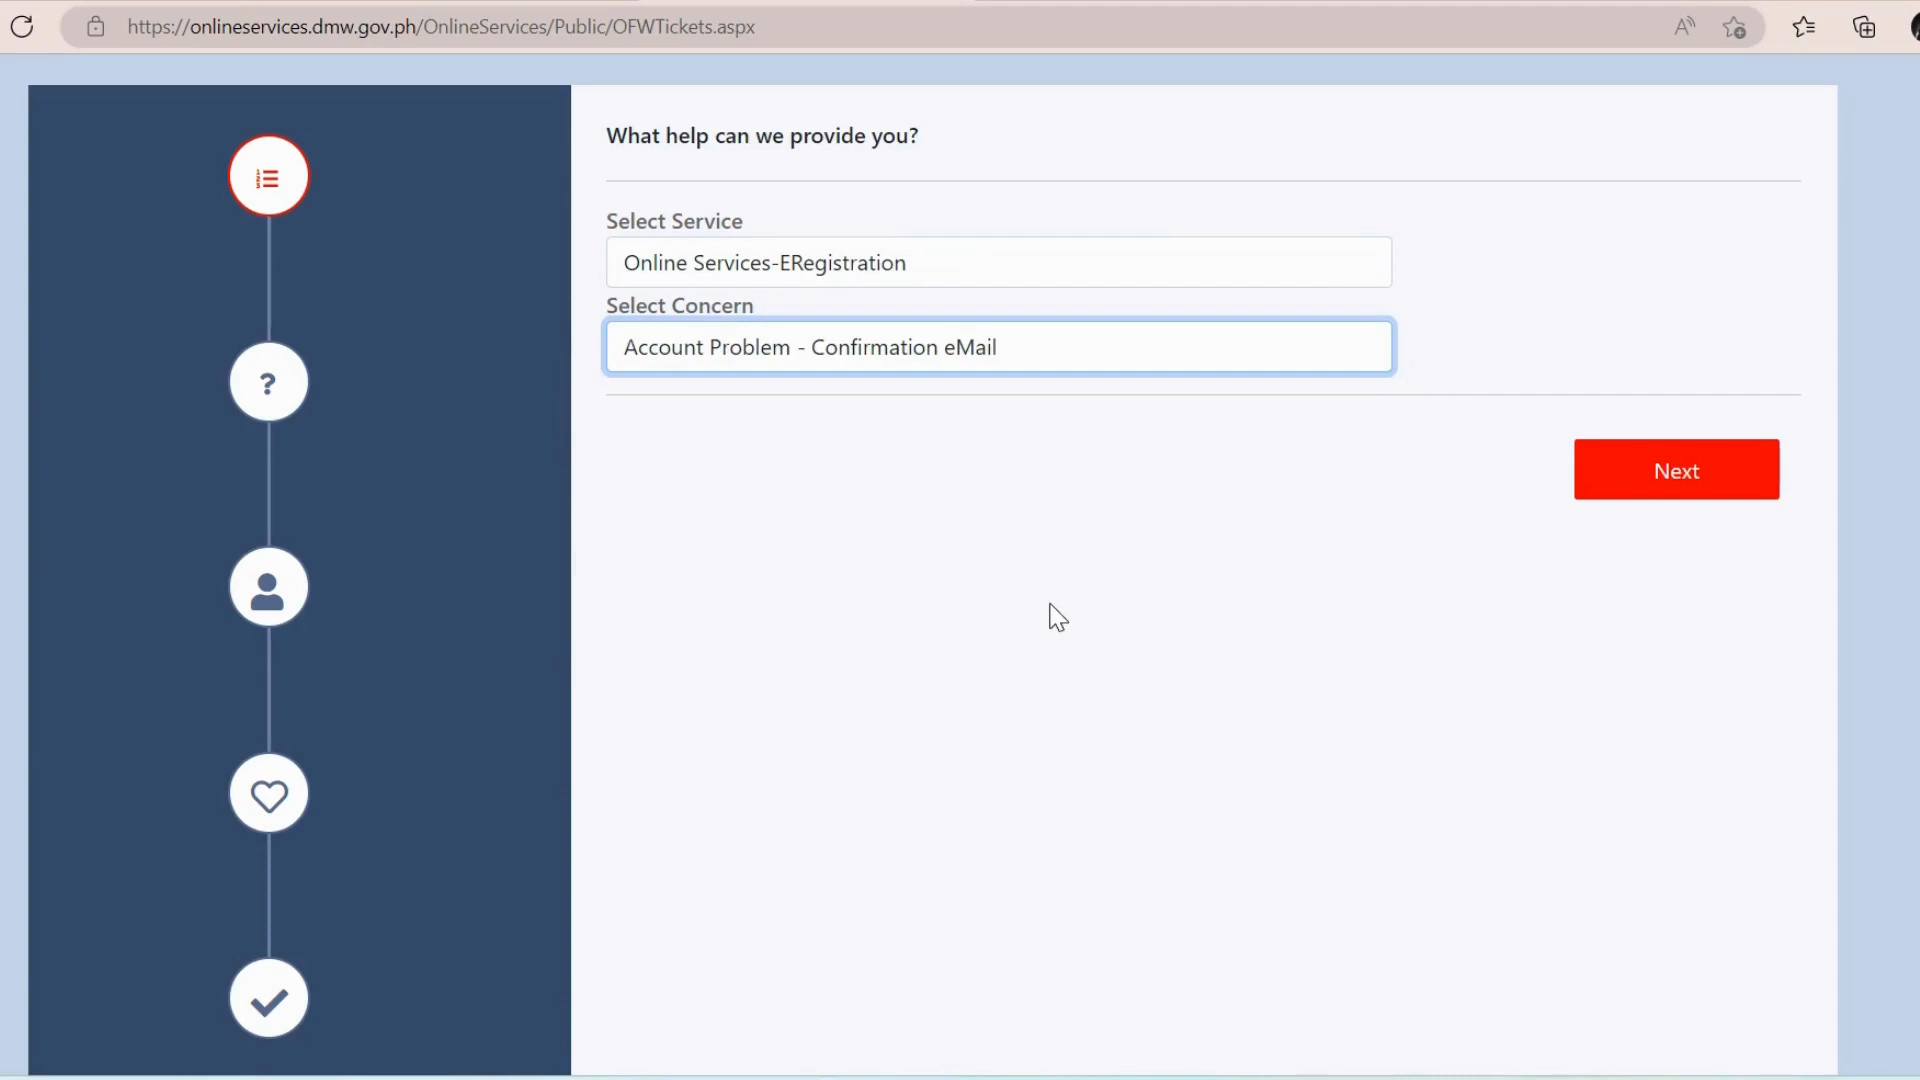 https://onlineservices.dmw.gov.ph/OnlineServices/Public/OFWTickets.aspx
What help can we provide you?
Select Service
Online Services-ERegistration
Select Concern
Account Problem - Confirmation eMail
Next
?